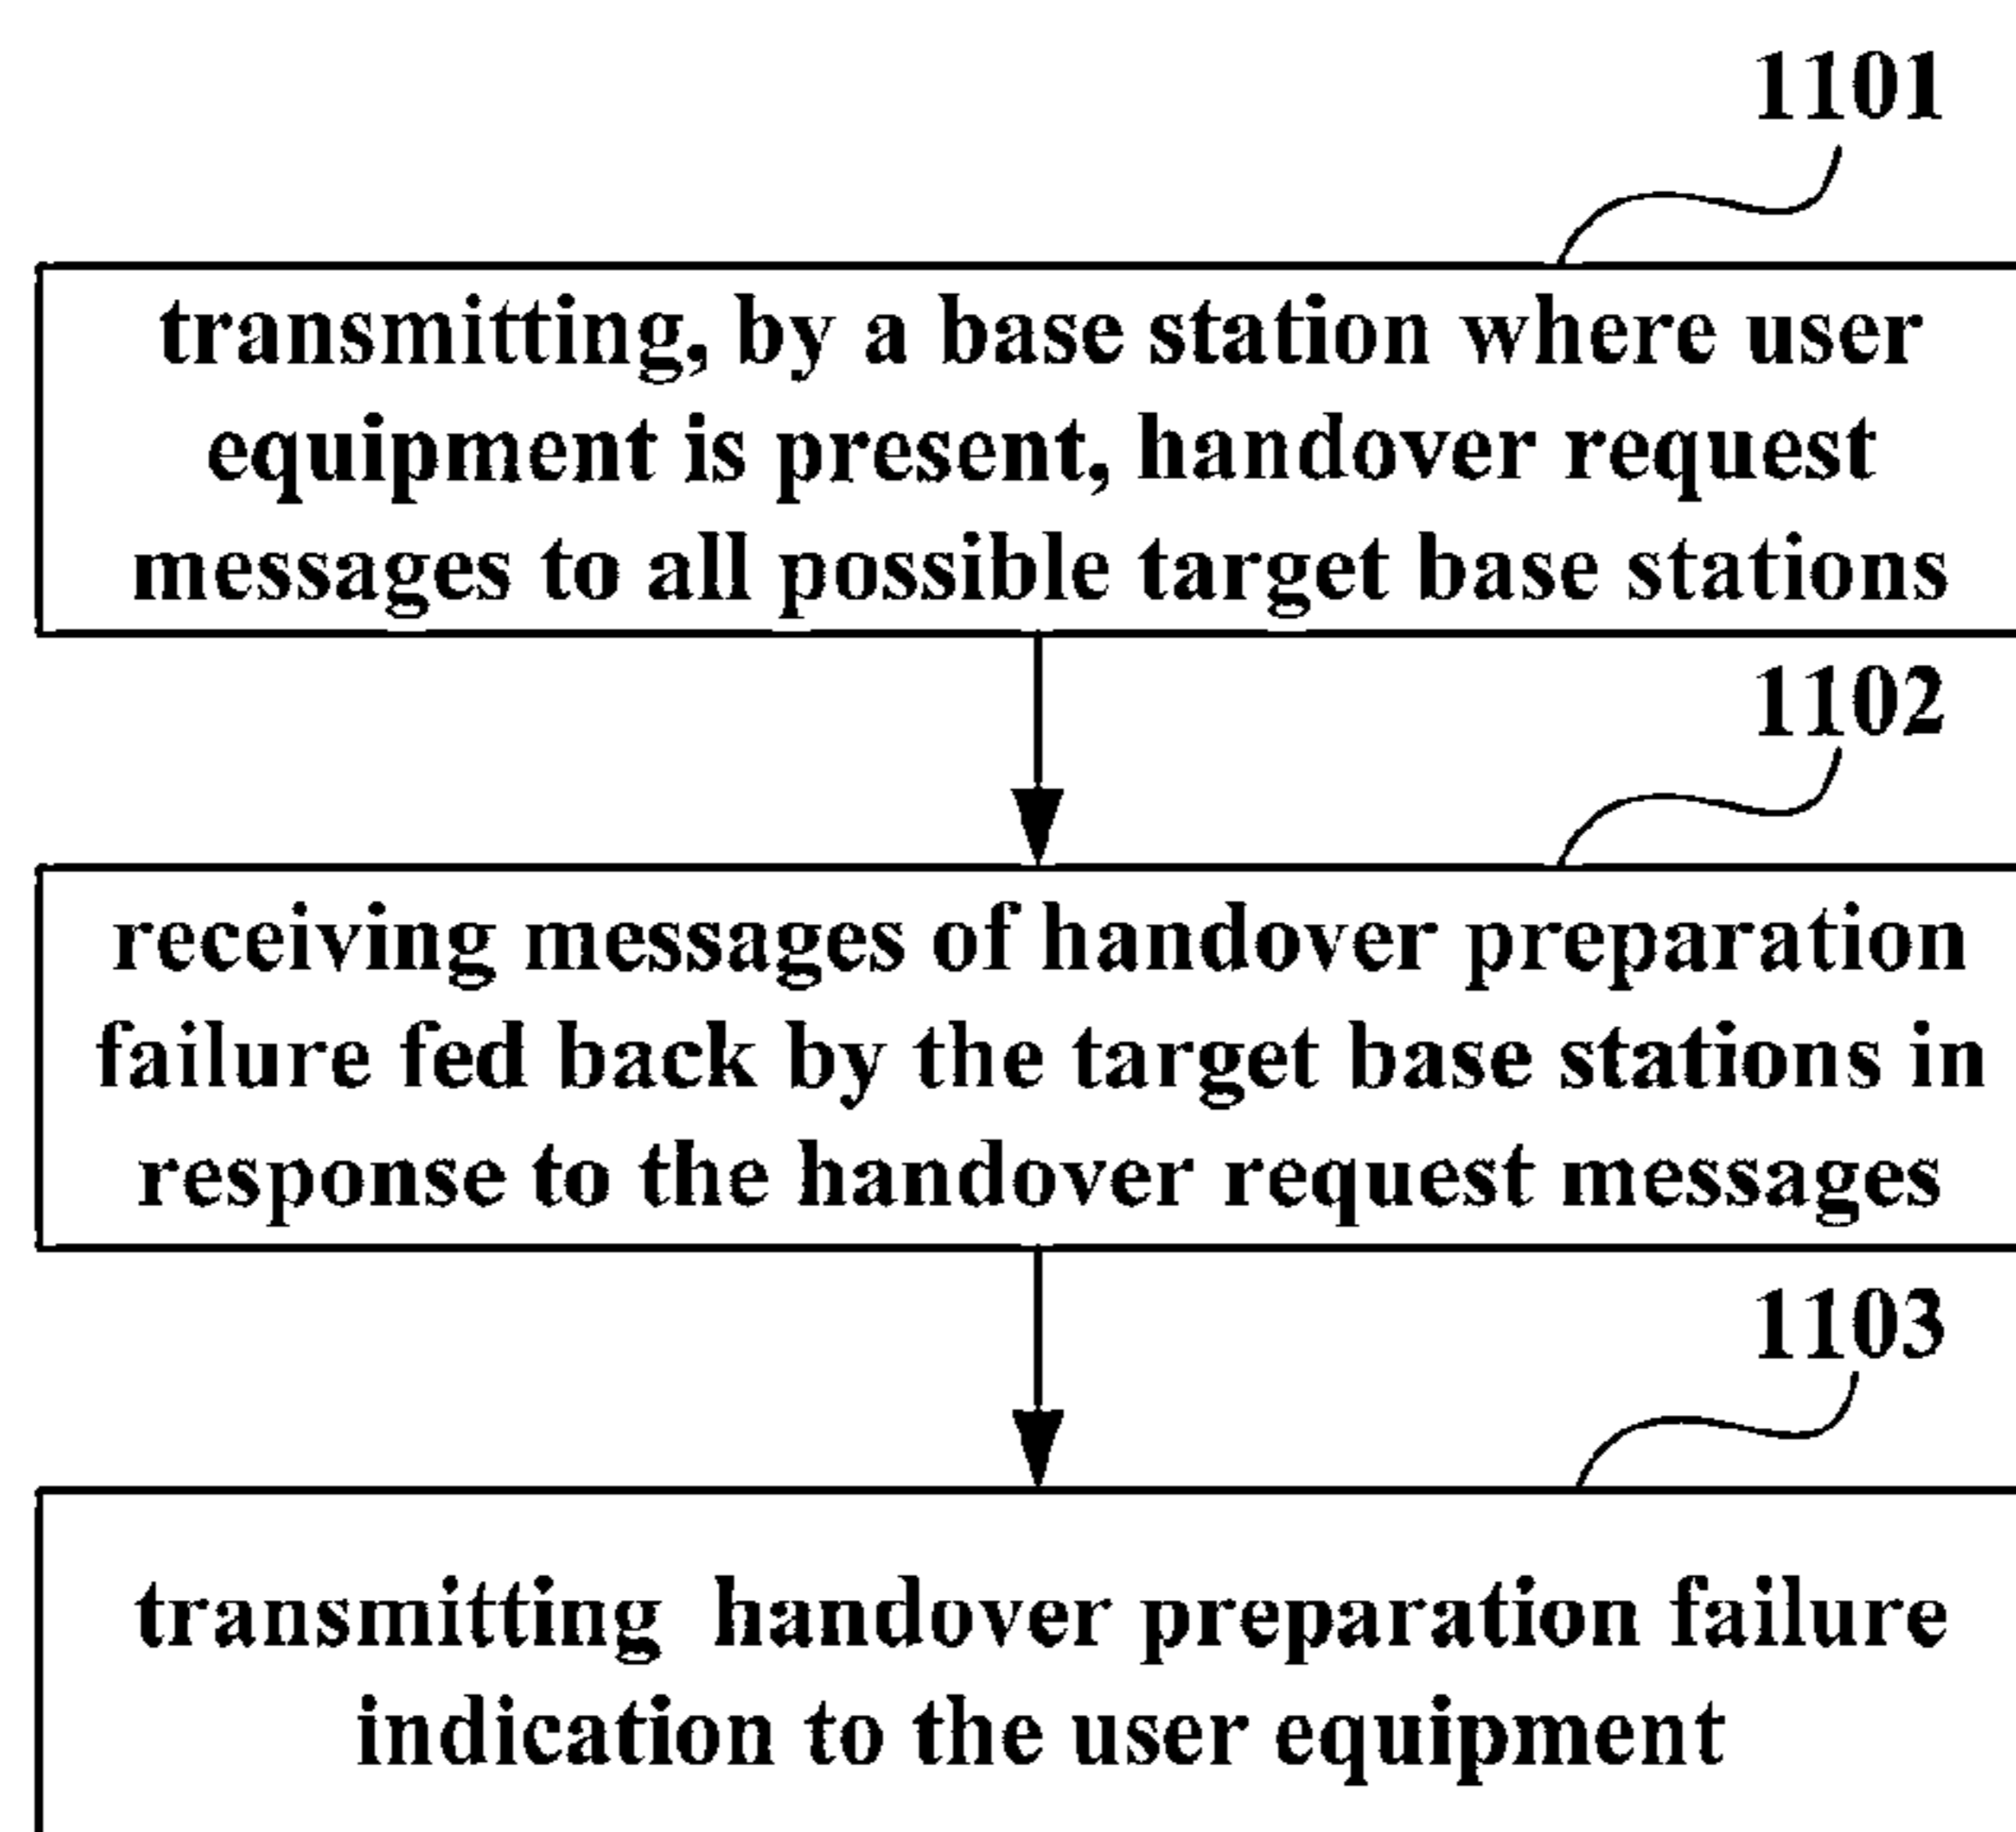 1101
transmitting, by a base station where user
equipment is present, handover request
messages to all possible target base stations
1102
receiving messages of handover preparation
failure fed back by the target base stations in
response to the handover request messages
1103
transmitting handover preparation failure
indication to the user equipment